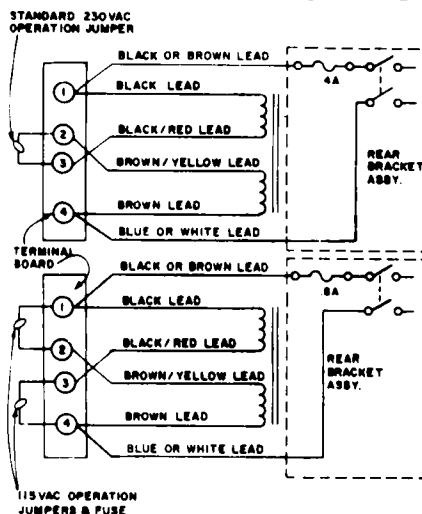 STANDARD 230VAC
OPERATION JUMPER
BLACK OR BROWN LEAD
4A
1
BLACK LEAD
2
BLACK/RED LEAD
3
BROWN/YELLOW LEAD
REAR
BRACKET
ASSY.
4
BROWN LEAD
BLUE OR WHITE LEAD
TERMINAL
BOARD
BLACK OR BROWN LEAD
8A
1
BLACK LEAD
2
BLACK/RED LEAD
3
BROWN/YELLOW LEAD
REAR
BRACKET
ASSY.
4
BROWN LEAD
BLUE OR WHITE LEAD
115VAC OPERATION
JUMPERS & FUSE